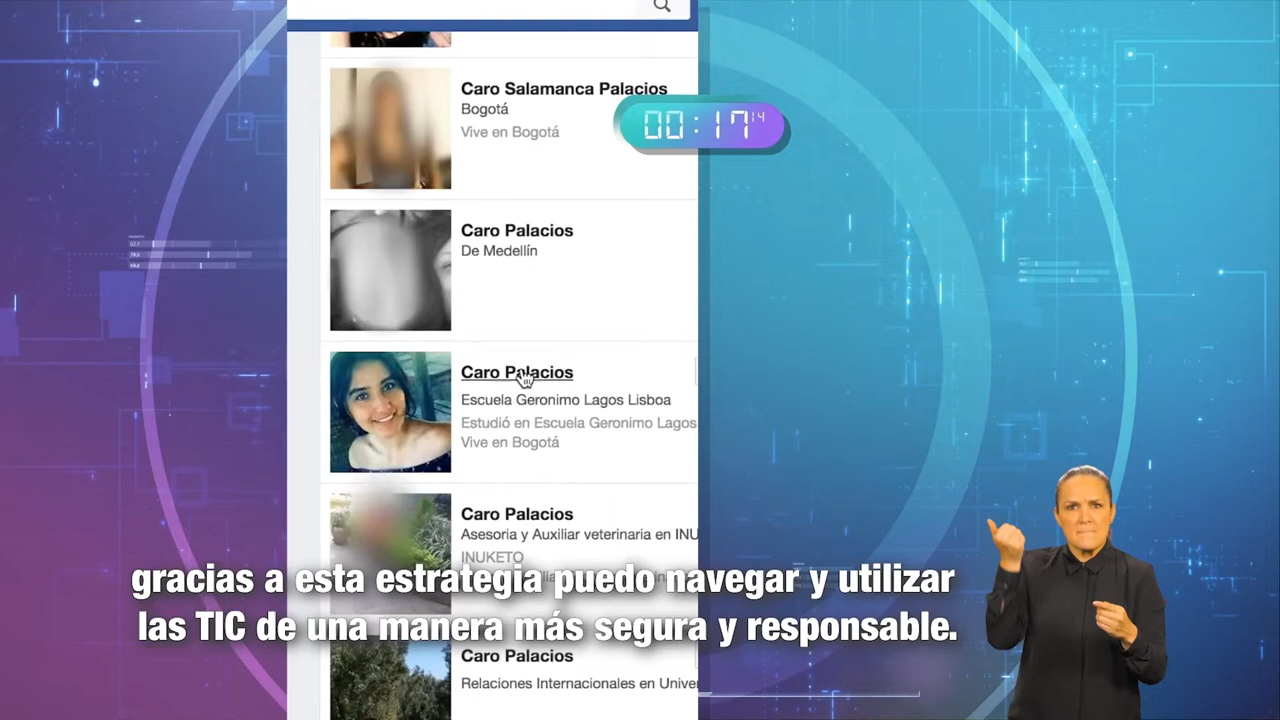 Caro Salamanca Palacios
Bogotá
Vive en Bogotá
00:17 14
Caro Palacios
De Medellín
Caro Palacios
Escuela Geronimo Lagos Lisboa
Estudió en Escuela Geronimo Lagos
Vive en Bogotá
Caro Palacios
Asesoria y Auxiliar veterinaria en INU
INUKETO
gracias a esta estrategia puedo navegar y utilizar
las TIC de una manera más segura y responsable.
Caro Palacios
Relaciones Internacionales en Univer